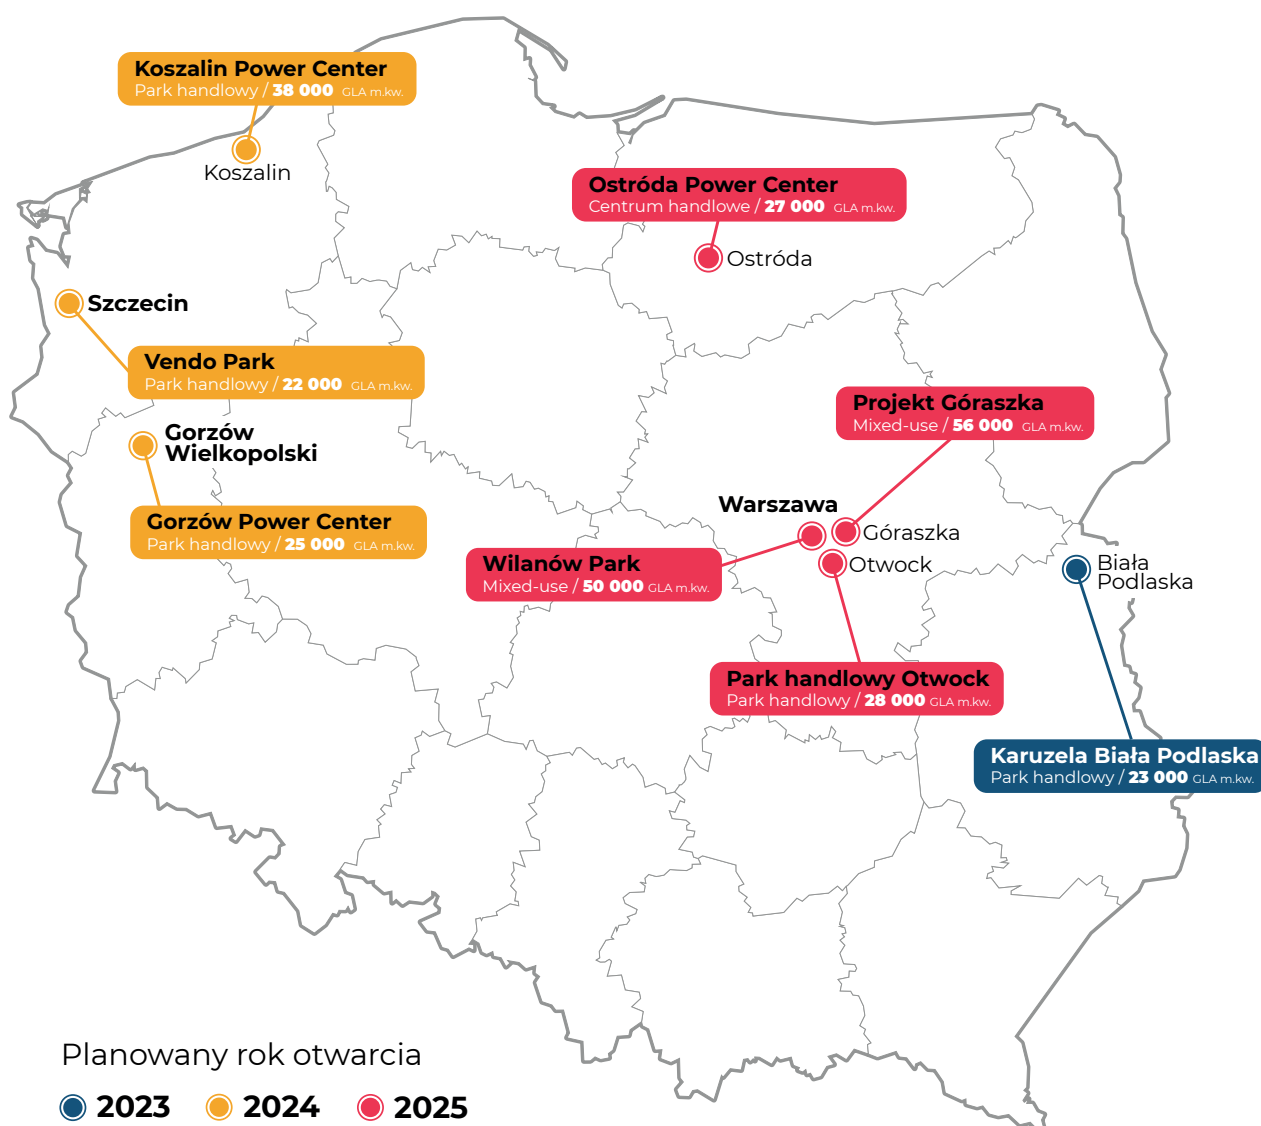 Koszalin Power Center
Park handlowy / 38 000 GLA m.kw.
Koszalin
Ostróda Power Center
Centrum handlowe / 27 000 GLA m.kw.
Ostróda
Szczecin
Vendo Park
Park handlowy / 22 000 GLA m.kw.
Projekt Góraszka
Mixed-use / 56 000 GLA m.kw.
Gorzów
Wielkopolski
Gorzów Power Center
Park handlowy / 25 000 GLA m.kw.
Warszawa
Góraszka
Otwock
Wilanów Park
Mixed-use / 50 000 GLA m.kw.
Biała
Podlaska
Park handlowy Otwock
Park handlowy / 28 000 GLA m.kw.
Karuzela Biała Podlaska
Park handlowy / 23 000 GLA m.kw.
Planowany rok otwarcia
2023 2024 2025